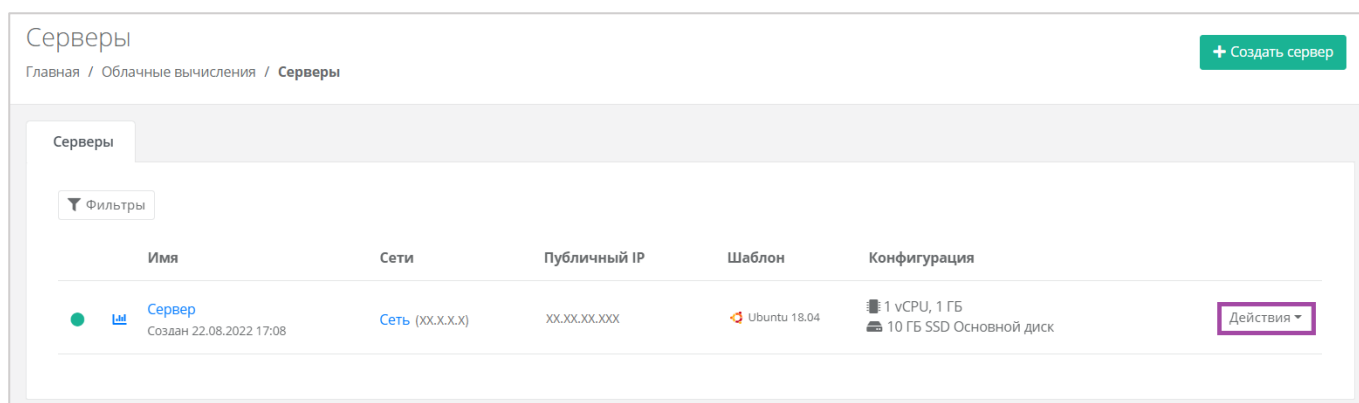 Серверы
+ Создать сервер
Главная / Облачные вычисления / Серверы
Серверы
Фильтры
Имя Сети Публичный IP Шаблон Конфигурация
Сервер Сеть (XX.X.X.X) XX.XX.XX.XXX Ubuntu 18.04 1 vCPU, 1 ГБ Действия
Создан 22.08.2022 17:08 10 ГБ SSD Основной диск